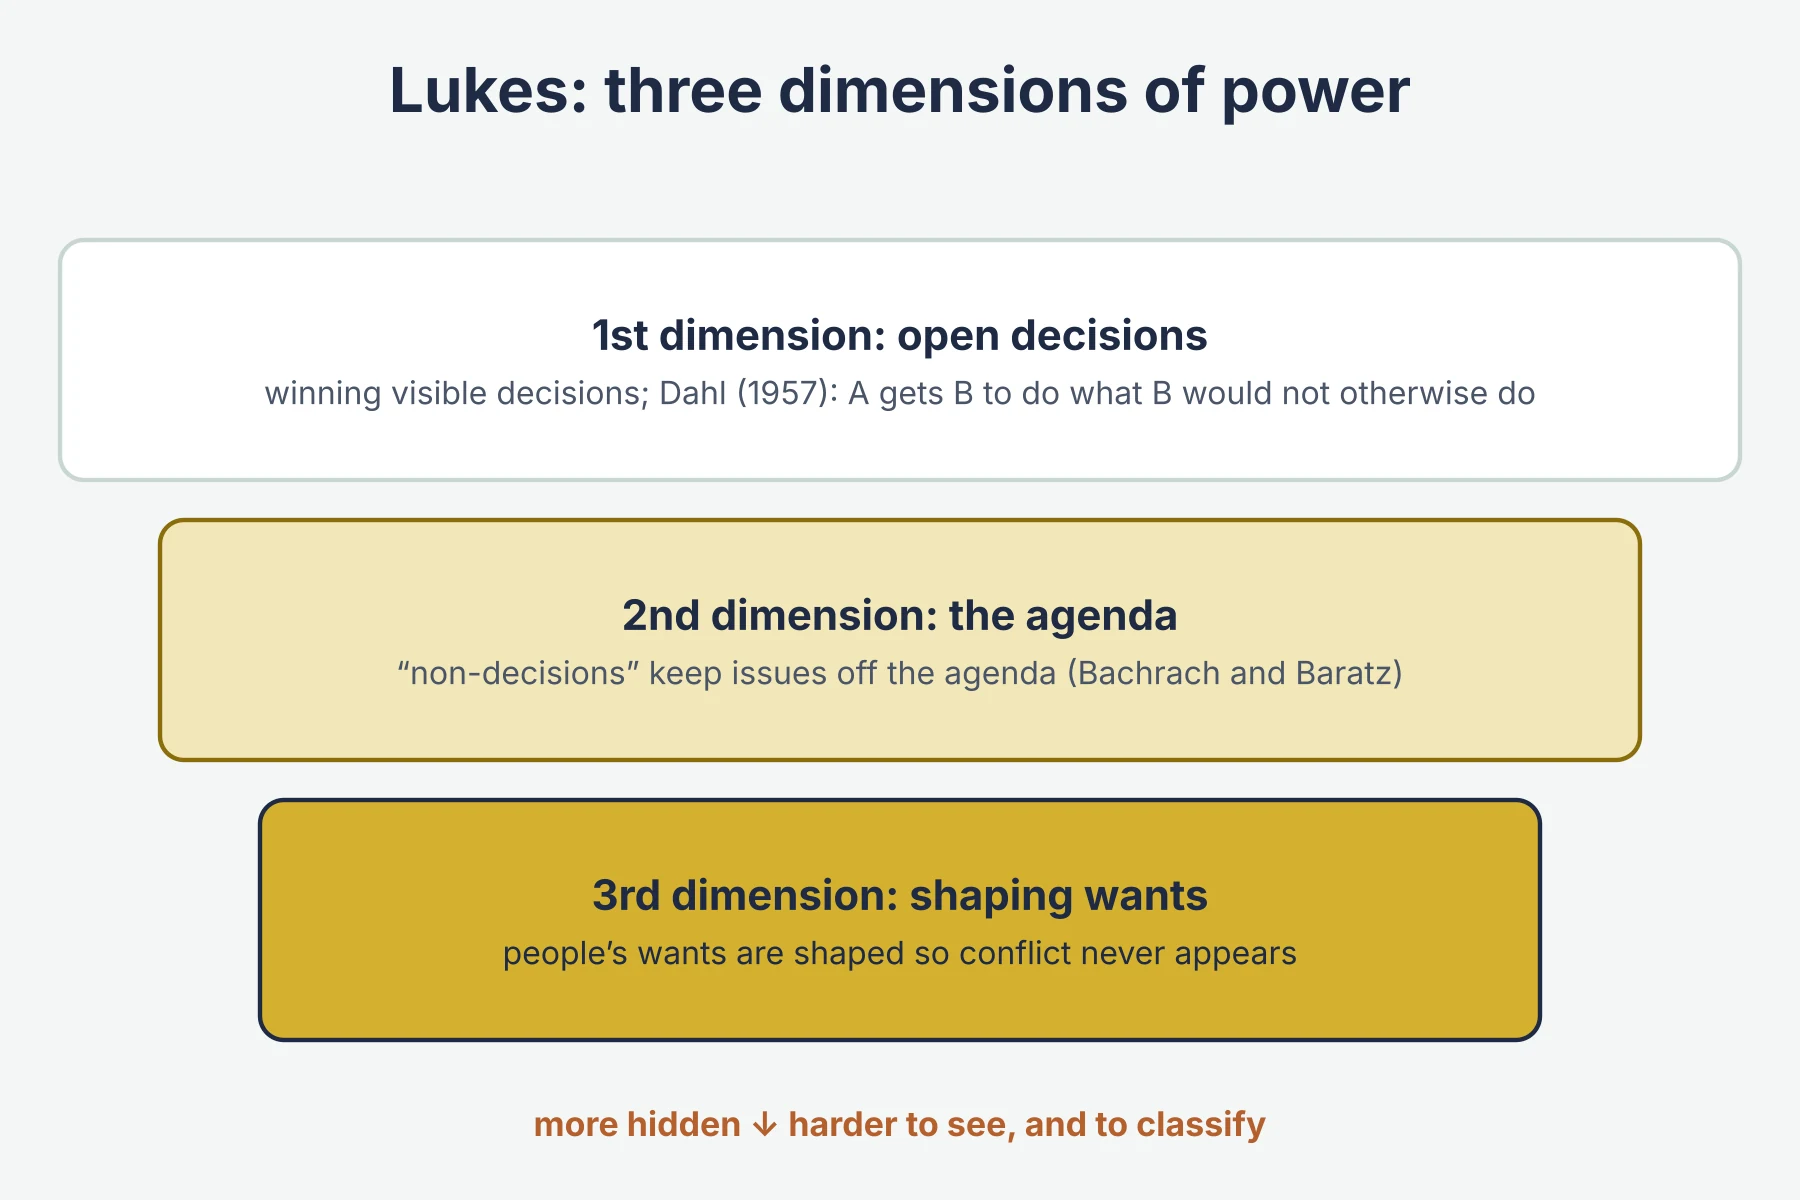 Lukes: three dimensions of power
1st dimension: open decisions
winning visible decisions; Dahl (1957): A gets B to do what B would not otherwise do
2nd dimension: the agenda
“non-decisions” keep issues off the agenda (Bachrach and Baratz)
3rd dimension: shaping wants
people’s wants are shaped so conflict never appears
more hidden ↓ harder to see, and to classify